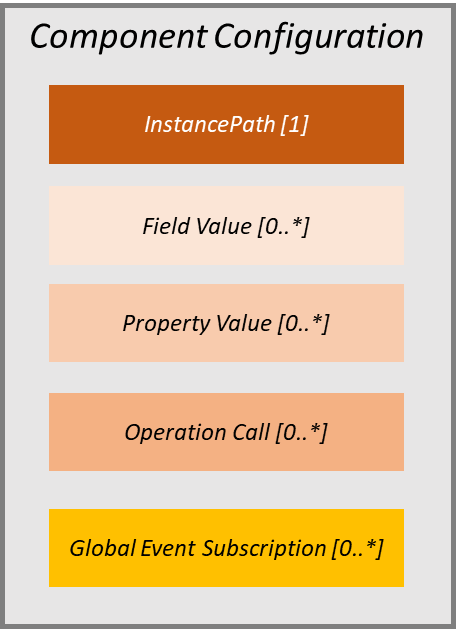 Component Configuration
InstancePath [1]
Field Value [0..*]
Property Value [0..*]
Operation Call [0..*]
Global Event Subscription [0..*]